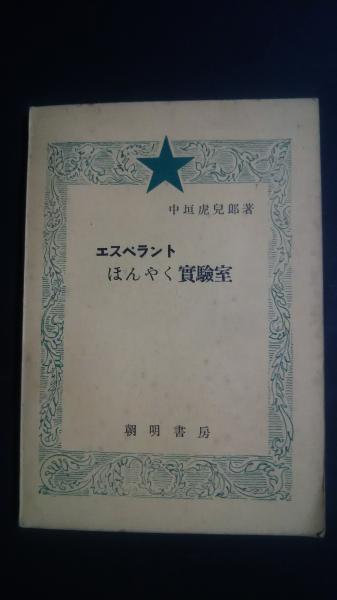 中垣虎兒郎著
エスペラント
ほんやく實驗室
朝明書房